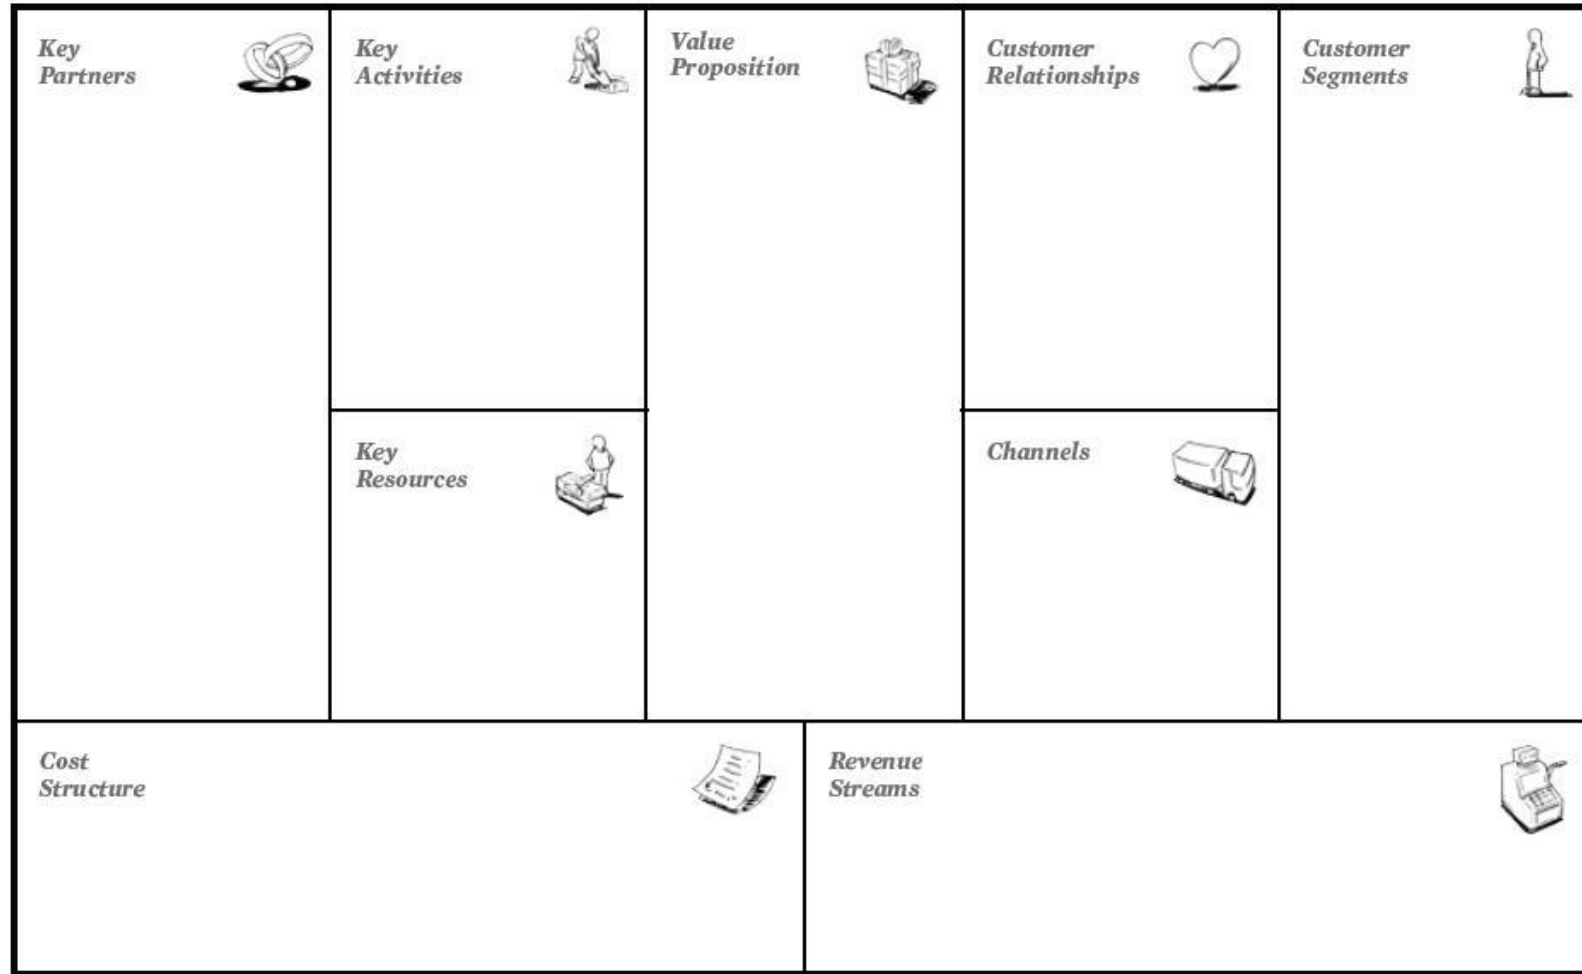 Key
Partners
Key
Activities
Value
Proposition
Customer
Relationships
Customer
Segments
Key
Resources
Channels
Cost
Structure
Revenue
Streams